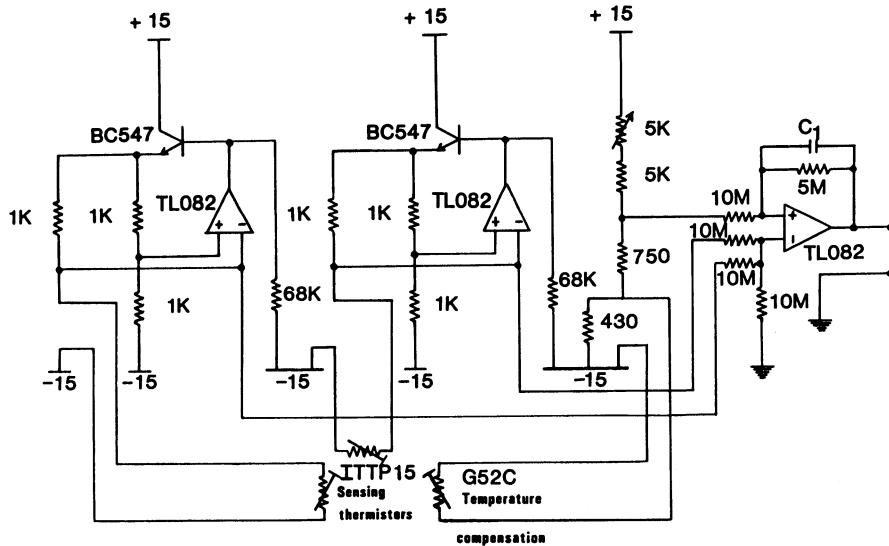 + 15
+ 15
+ 15
BC547
BC547
5K
5K
C1
5M
1K
1K
TL082
+ -
1K
1K
TL082
+ -
10M
10M
10M
+
-
TL082
750
1K
68K
1K
68K
430
10M
-15
-15
-15
-15
-15
ITTP15
Sensing
thermistors
G52C
Temperature
compensation